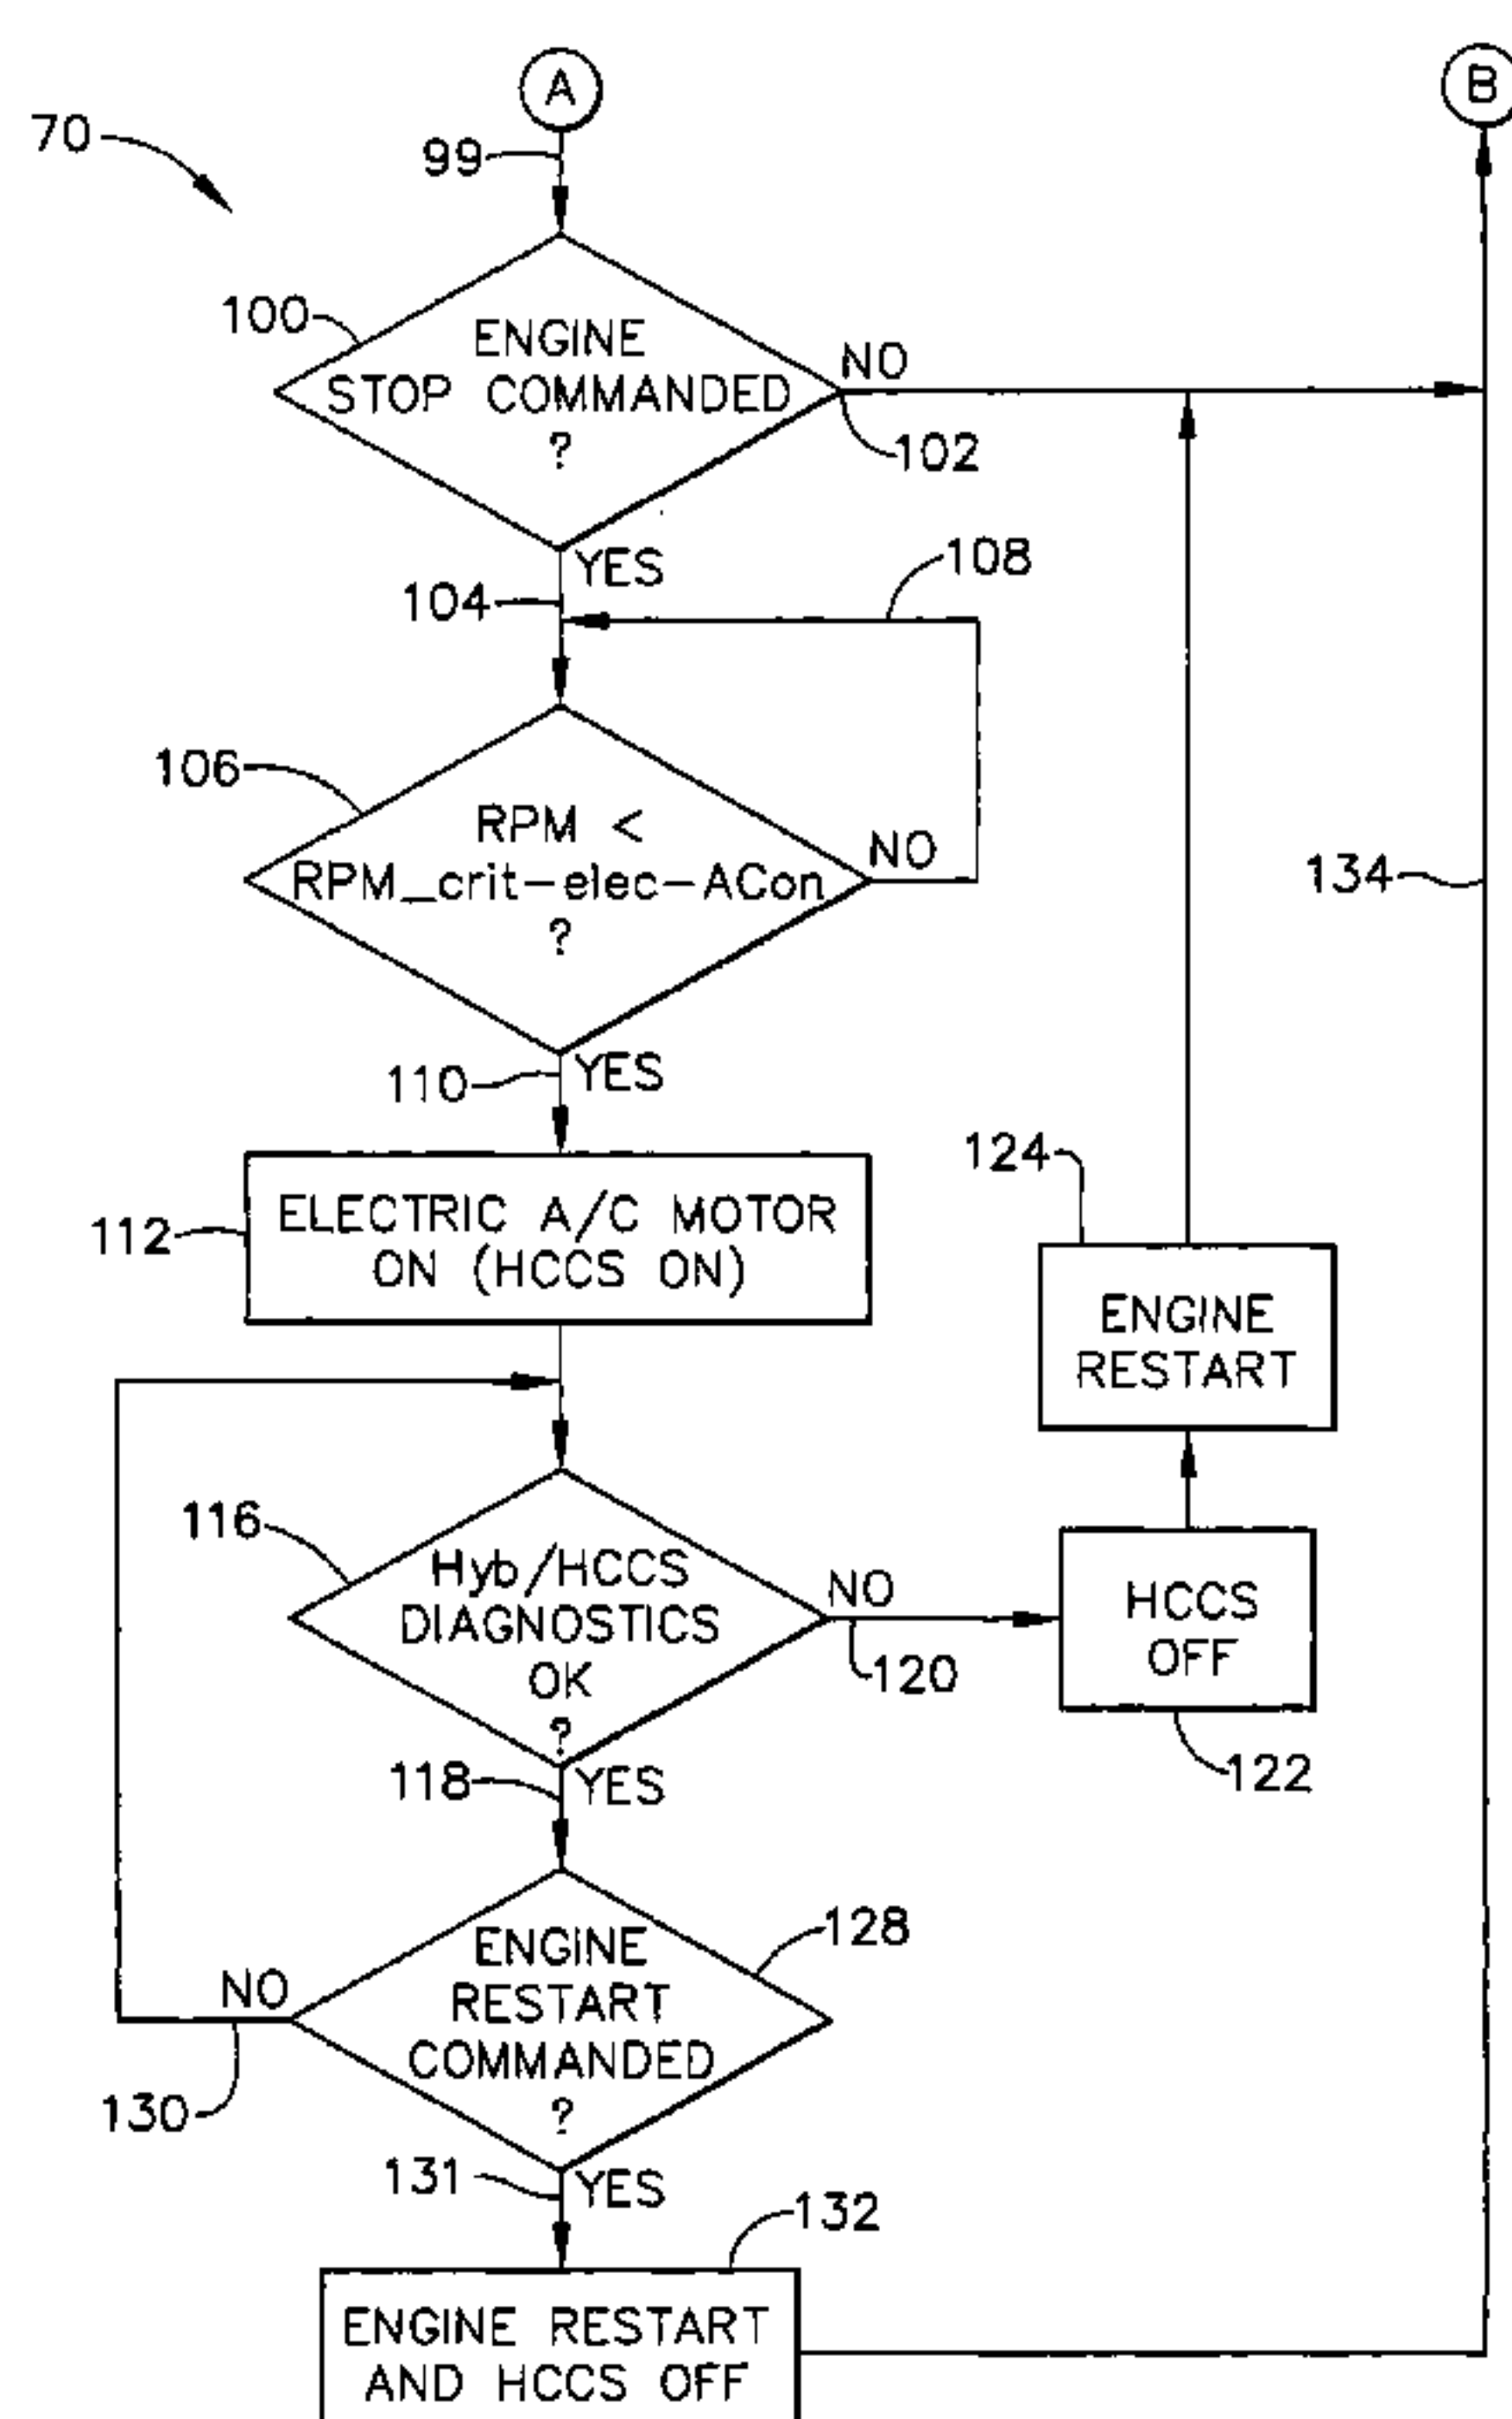 A
B
70
99
100
ENGINE
STOP COMMANDED
?
NO
102
YES
104
108
106
RPM <
RPM_crit-elec-ACon
?
NO
134
110
YES
112
ELECTRIC A/C MOTOR
ON (HCCS ON)
124
ENGINE
RESTART
116
Hyb/HCCS
DIAGNOSTICS
OK
?
NO
120
HCCS
OFF
122
118
YES
128
ENGINE
RESTART
COMMANDED
?
NO
130
131
YES
132
ENGINE RESTART
AND HCCS OFF